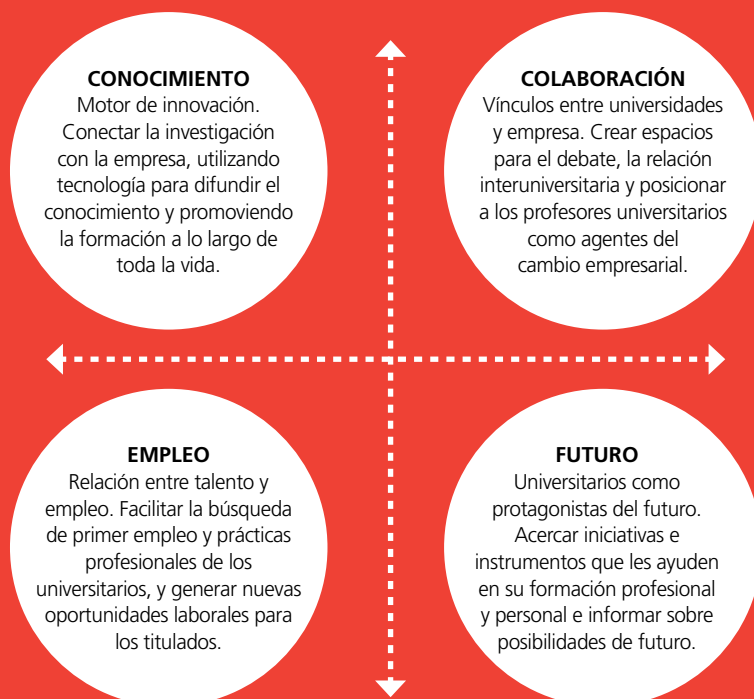 CONOCIMIENTO
Motor de innovación.
Conectar la investigación
con la empresa, utilizando
tecnología para difundir el
conocimiento y promoviendo
la formación a lo largo de
toda la vida.
COLABORACIÓN
Vínculos entre universidades
y empresa. Crear espacios
para el debate, la relación
interuniversitaria y posicionar
a los profesores universitarios
como agentes del
cambio empresarial.
EMPLEO
Relación entre talento y
empleo. Facilitar la búsqueda
de primer empleo y prácticas
profesionales de los
universitarios, y generar nuevas
oportunidades laborales para
los titulados.
FUTURO
Universitarios como
protagonistas del futuro.
Acercar iniciativas e
instrumentos que les ayuden
en su formación profesional
y personal e informar sobre
posibilidades de futuro.